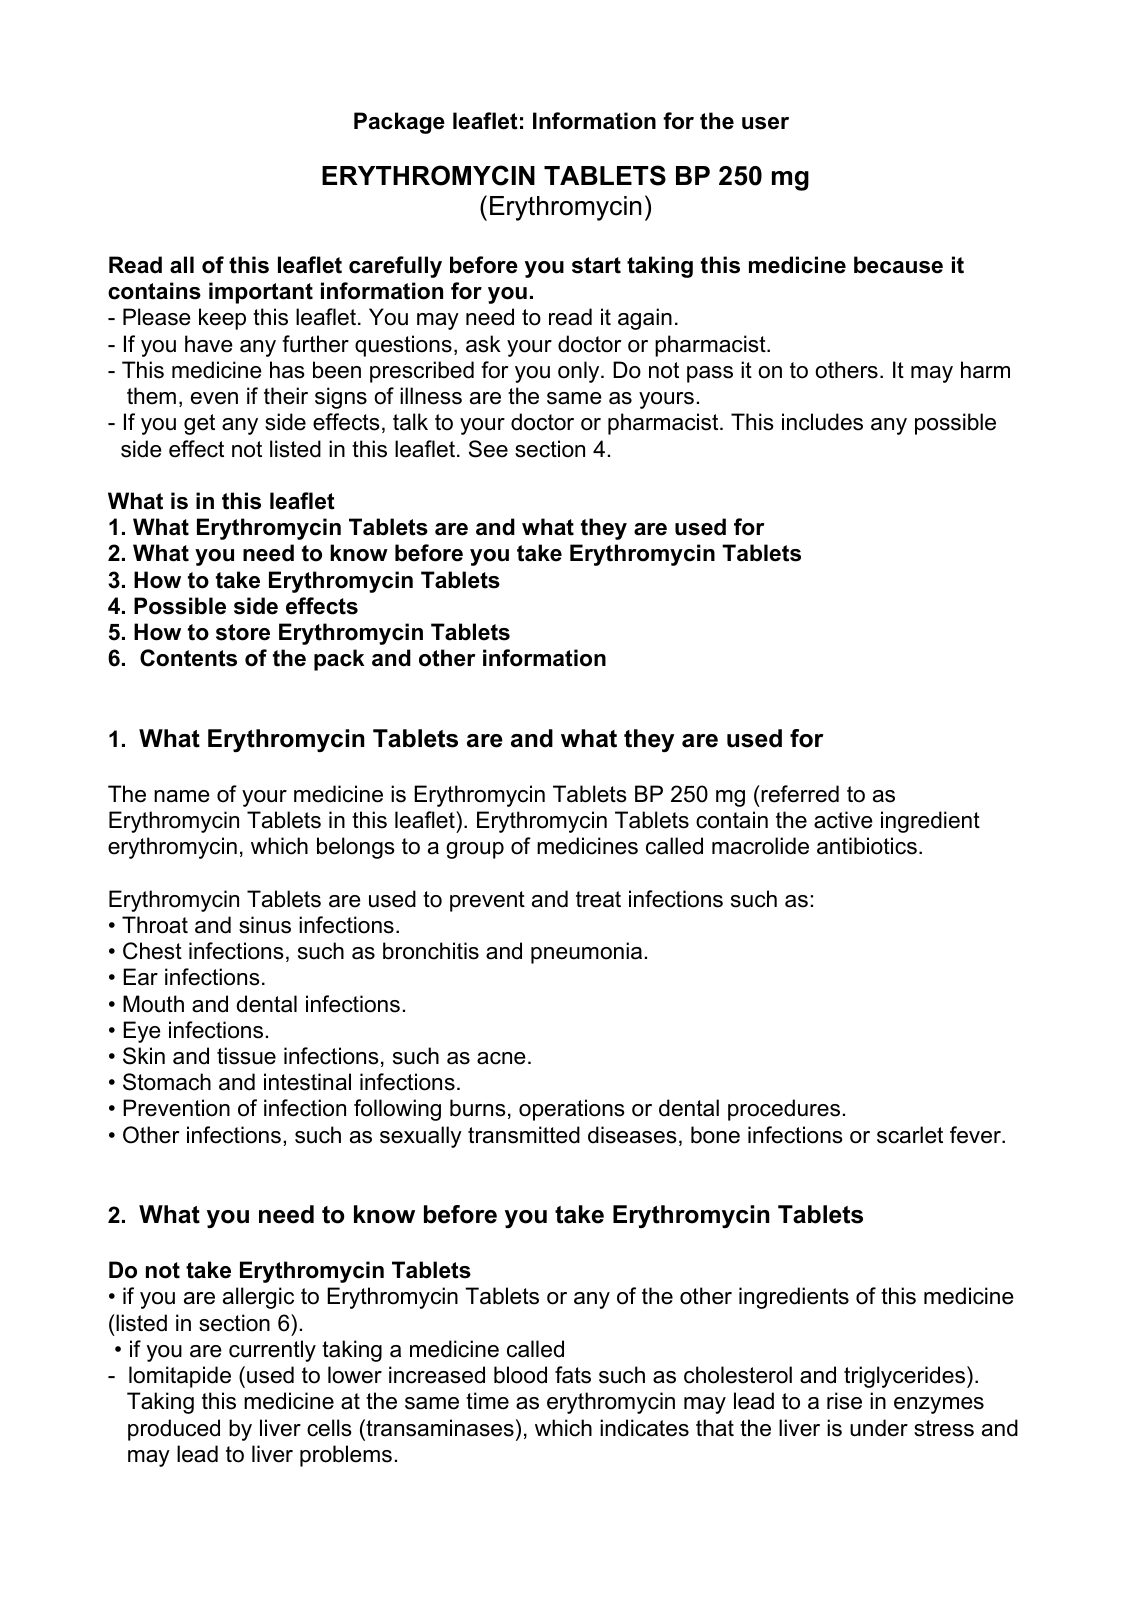 Package leaflet: Information for the user
ERYTHROMYCIN TABLETS BP 250 mg
(Erythromycin)
Read all of this leaflet carefully before you start taking this medicine because it
contains important information for you.
- Please keep this leaflet. You may need to read it again.
- If you have any further questions, ask your doctor or pharmacist.
- This medicine has been prescribed for you only. Do not pass it on to others. It may harm
them, even if their signs of illness are the same as yours.
- If you get any side effects, talk to your doctor or pharmacist. This includes any possible
side effect not listed in this leaflet. See section 4.
What is in this leaflet
1. What Erythromycin Tablets are and what they are used for
2. What you need to know before you take Erythromycin Tablets
3. How to take Erythromycin Tablets
4. Possible side effects
5. How to store Erythromycin Tablets
6. Contents of the pack and other information
1. What Erythromycin Tablets are and what they are used for
The name of your medicine is Erythromycin Tablets BP 250 mg (referred to as
Erythromycin Tablets in this leaflet). Erythromycin Tablets contain the active ingredient
erythromycin, which belongs to a group of medicines called macrolide antibiotics.
Erythromycin Tablets are used to prevent and treat infections such as:
• Throat and sinus infections.
• Chest infections, such as bronchitis and pneumonia.
• Ear infections.
• Mouth and dental infections.
• Eye infections.
• Skin and tissue infections, such as acne.
• Stomach and intestinal infections.
• Prevention of infection following burns, operations or dental procedures.
• Other infections, such as sexually transmitted diseases, bone infections or scarlet fever.
2. What you need to know before you take Erythromycin Tablets
Do not take Erythromycin Tablets
• if you are allergic to Erythromycin Tablets or any of the other ingredients of this medicine
(listed in section 6).
• if you are currently taking a medicine called
- lomitapide (used to lower increased blood fats such as cholesterol and triglycerides).
Taking this medicine at the same time as erythromycin may lead to a rise in enzymes
produced by liver cells (transaminases), which indicates that the liver is under stress and
may lead to liver problems.